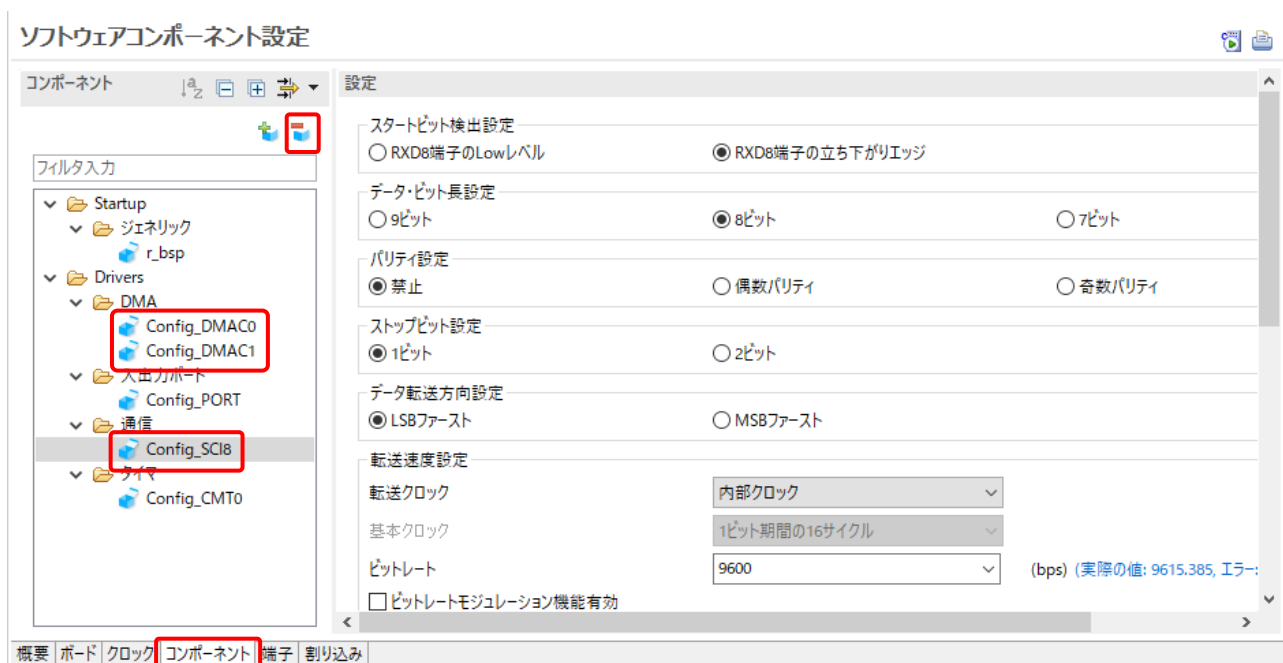 ソフトウェアコンポーネント設定
コンポーネント
設定
フィルタ入力
Startup
ジェネリック
r_bsp
Drivers
DMA
Config_DMAC0
Config_DMAC1
入出力ポート
Config_PORT
通信
Config_SCI8
タイマ
Config_CMT0
スタートビット検出設定
RXD8端子のLowレベル RXD8端子の立ち下がりエッジ
データ・ビット長設定
9ビット 8ビット 7ビット
パリティ設定
禁止 偶数パリティ 奇数パリティ
ストップビット設定
1ビット 2ビット
データ転送方向設定
LSBファースト MSBファースト
転送速度設定
転送クロック 内部クロック
基本クロック 1ビット期間の16サイクル
ビットレート 9600 (bps) (実際の値: 9615.385, エラー:
ビットレートモジュレーション機能有効
概要 ボード クロック コンポーネント 端子 割り込み